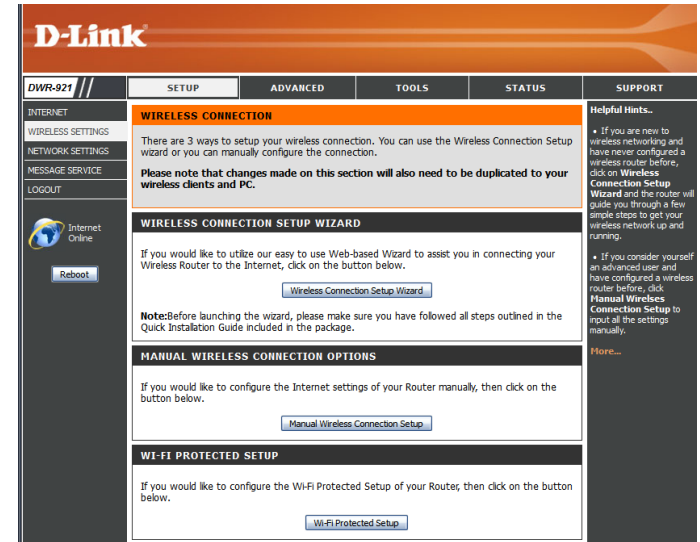 D-Link
DWR-921
SETUP
ADVANCED
TOOLS
STATUS
SUPPORT
INTERNET
WIRELESS SETTINGS
NETWORK SETTINGS
MESSAGE SERVICE
LOGOUT
Internet
Online
Reboot
WIRELESS CONNECTION
There are 3 ways to setup your wireless connection. You can use the Wireless Connection Setup
wizard or you can manually configure the connection.
Please note that changes made on this section will also need to be duplicated to your
wireless clients and PC.
WIRELESS CONNECTION SETUP WIZARD
If you would like to utilize our easy to use Web-based Wizard to assist you in connecting your
Wireless Router to the Internet, click on the button below.
Wireless Connection Setup Wizard
Note:Before launching the wizard, please make sure you have followed all steps outlined in the
Quick Installation Guide included in the package.
MANUAL WIRELESS CONNECTION OPTIONS
If you would like to configure the Internet settings of your Router manually, then click on the
button below.
Manual Wireless Connection Setup
WI-FI PROTECTED SETUP
If you would like to configure the Wi-Fi Protected Setup of your Router, then click on the button
below.
Wi-Fi Protected Setup
Helpful Hints..
• If you are new to
wireless networking and
have never configured a
wireless router before,
click on Wireless
Connection Setup
Wizard and the router will
guide you through a few
simple steps to get your
wireless network up and
running.
• If you consider yourself
an advanced user and
have configured a wireless
router before, click
Manual Wirelses
Connection Setup to
input all the settings
manually.
More...